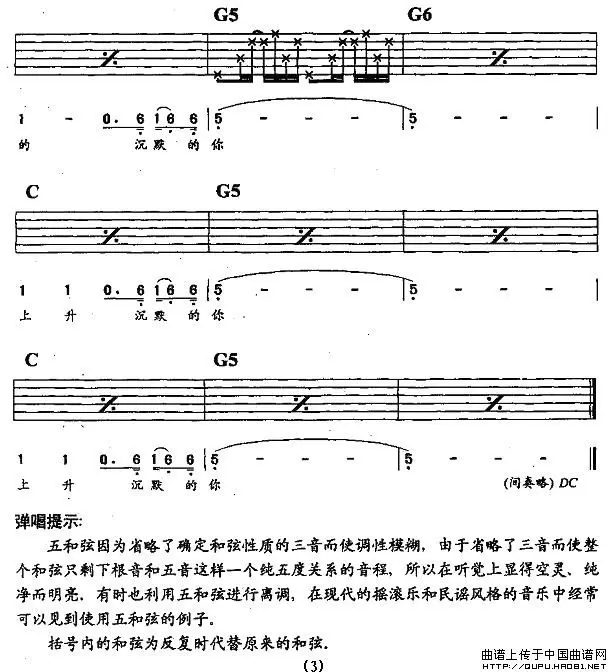 G5 G6
1 - 0. 6 1 6 6 5 - - - 5 - - -
的 沉 默 的 你
C G5
1 1 0. 6 1 6 6 5 - - - 5 - - -
上 升 沉 默 的 你
C G5
1 1 0. 6 1 6 6 5 - - - 5 - - -
上 升 沉 默 的 你 (间奏略) DC
弹唱提示:
五和弦因为省略了确定和弦性质的三音而使调性模糊，由于省略了三音而使整
个和弦只剩下根音和五音这样一个纯五度关系的音程，所以在听觉上显得空灵、纯
净而明亮．有时也利用五和弦进行离调，在现代的摇滚乐和民谣风格的音乐中经常
可以见到使用五和弦的例子．
括号内的和弦为反复时代替原来的和弦．
(3)
曲谱上传于中国曲谱网
HTTP://QUPU.HAOB1.NET